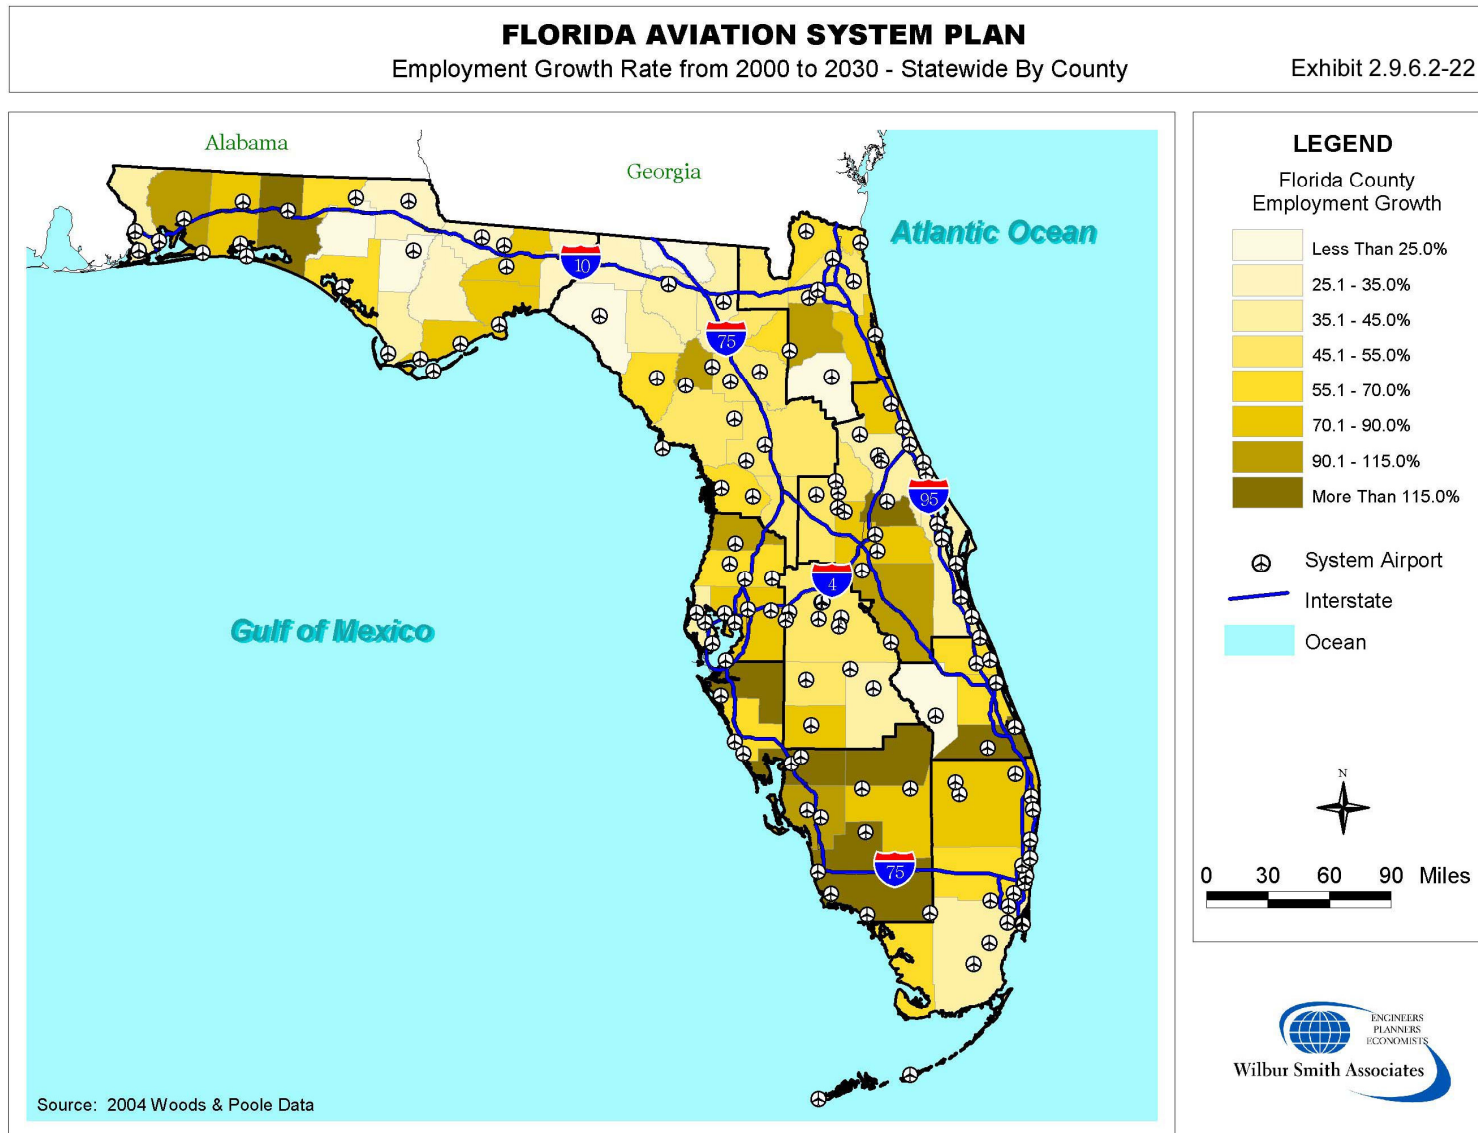 FLORIDA AVIATION SYSTEM PLAN
Employment Growth Rate from 2000 to 2030 - Statewide By County
Exhibit 2.9.6.2-22
Alabama
Georgia
Atlantic Ocean
Gulf of Mexico
10
75
95
4
75
Source: 2004 Woods & Poole Data
LEGEND
Florida County
Employment Growth
Less Than 25.0%
25.1 - 35.0%
35.1 - 45.0%
45.1 - 55.0%
55.1 - 70.0%
70.1 - 90.0%
90.1 - 115.0%
More Than 115.0%
System Airport
Interstate
Ocean
N
0 30 60 90 Miles
ENGINEERS
PLANNERS
ECONOMISTS
Wilbur Smith Associates